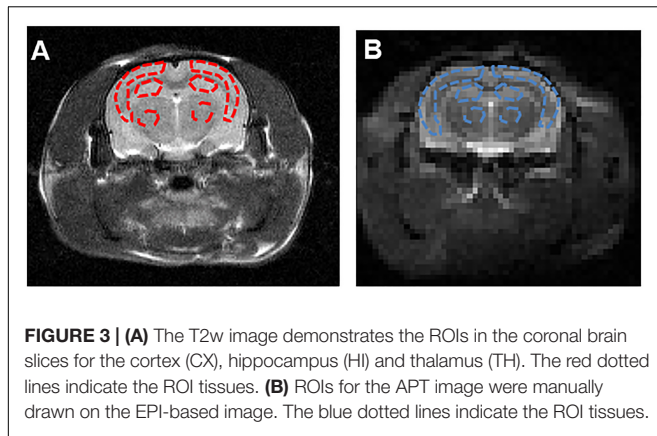 A
B
FIGURE 3 | (A) The T2w image demonstrates the ROIs in the coronal brain
slices for the cortex (CX), hippocampus (HI) and thalamus (TH). The red dotted
lines indicate the ROI tissues. (B) ROIs for the APT image were manually
drawn on the EPI-based image. The blue dotted lines indicate the ROI tissues.